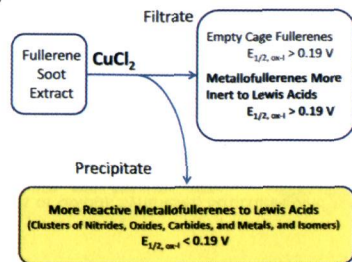 Filtrate
Fullerene
Soot
Extract
CuCl₂
Empty Cage Fullerenes
E₁/₂, ox-I > 0.19 V
Metallofullerenes More
Inert to Lewis Acids
E₁/₂, ox-I > 0.19 V
Precipitate
More Reactive Metallofullerenes to Lewis Acids
(Clusters of Nitrides, Oxides, Carbides, and Metals, and Isomers)
E₁/₂, ox-I < 0.19 V